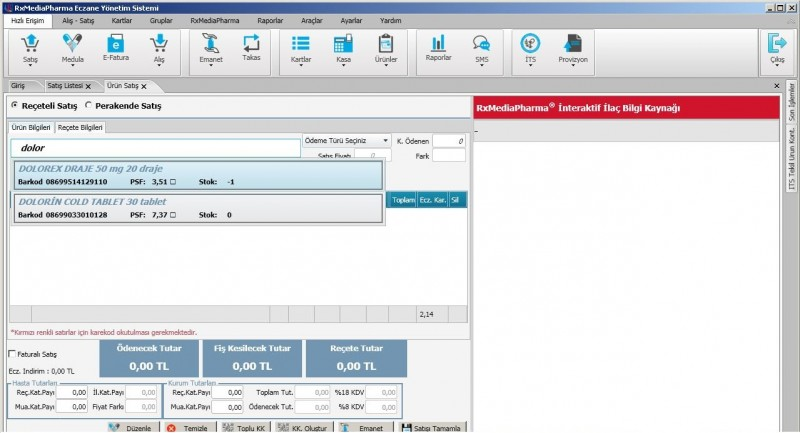 RxMediaPharma Eczane Yönetim Sistemi
Hızlı Erişim Alış - Satış Kartlar Gruplar RxMediaPharma Raporlar Araçlar Ayarlar Yardım
Satış Medula E-Fatura Alış Emanet Takas Kartlar Kasa Ürünler Raporlar SMS İTS Provizyon Çıkış
Giriş Satış Listesi Ürün Satış
Reçeteli Satış Perakende Satış
RxMediaPharma® İnteraktif İlaç Bilgi Kaynağı
Son İşlemler
İTS Tekil Ürün Kont.
Ürün Bilgileri Reçete Bilgileri
dolor
Ödeme Türü Seçiniz K. Ödenen 0
Satış Fiyatı 0 Fark
DOLOREX DRAJE 50 mg 20 draje
Barkod 08699514129110 PSF: 3,51 □ Stok: -1
Toplam Ecz. Kar. Sil
DOLORİN COLD TABLET 30 tablet
Barkod 08699033010128 PSF: 7,37 □ Stok: 0
2,14
*Kırmızı renkli satırlar için karekod okutulması gerekmektedir.
Faturalı Satış
Ecz. İndirim : 0,00 TL
Ödenecek Tutar
0,00 TL
Fiş Kesilecek Tutar
0,00 TL
Reçete Tutar
0,00 TL
Hasta Tutarları Kurum Tutarları
Reç.Kat.Payı 0,00 İl.Kat.Payı 0,00 Reç.Kat.Payı 0,00 Toplam Tut. 0,00 %18 KDV 0,00
Mua.Kat.Payı 0,00 Fiyat Farkı 0,00 Mua.Kat.Payı 0,00 Ödenecek Tut. 0,00 %8 KDV 0,00
Düzenle Temizle Toplu KK KK. Oluştur Emanet Satışı Tamamla